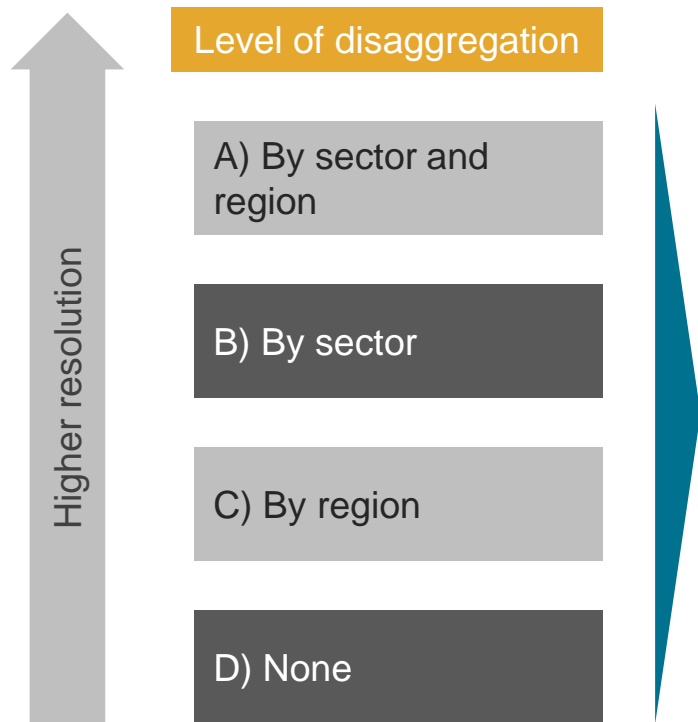 Level of disaggregation
A) By sector and
region
B) By sector
C) By region
D) None
Higher resolution